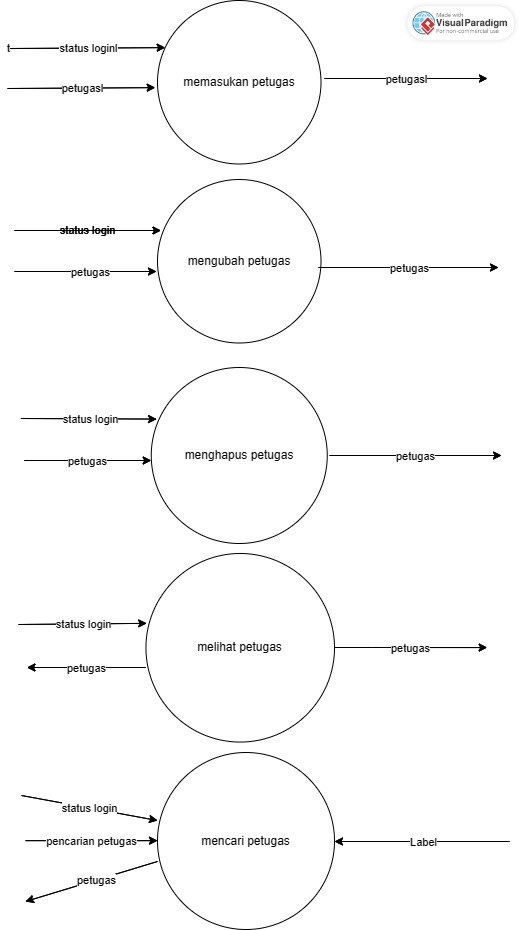 Made with
VisualParadigm
For non-commercial use
t
status loginl
petugasl
memasukan petugas
petugasl
status login
petugas
mengubah petugas
petugas
status login
petugas
menghapus petugas
petugas
status login
petugas
melihat petugas
petugas
status login
pencarian petugas
petugas
mencari petugas
Label